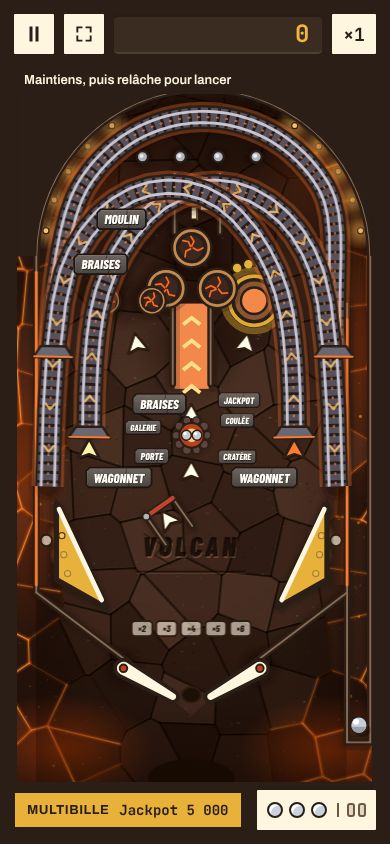 0
×1
Maintiens, puis relâche pour lancer
MOULIN
BRAISES
BRAISES
JACKPOT
GALERIE
COULÉE
PORTE
CRATÈRE
WAGONNET
WAGONNET
VOLCAN
×2 ×3 ×4 ×5 ×6
MULTIBILLE Jackpot 5 000